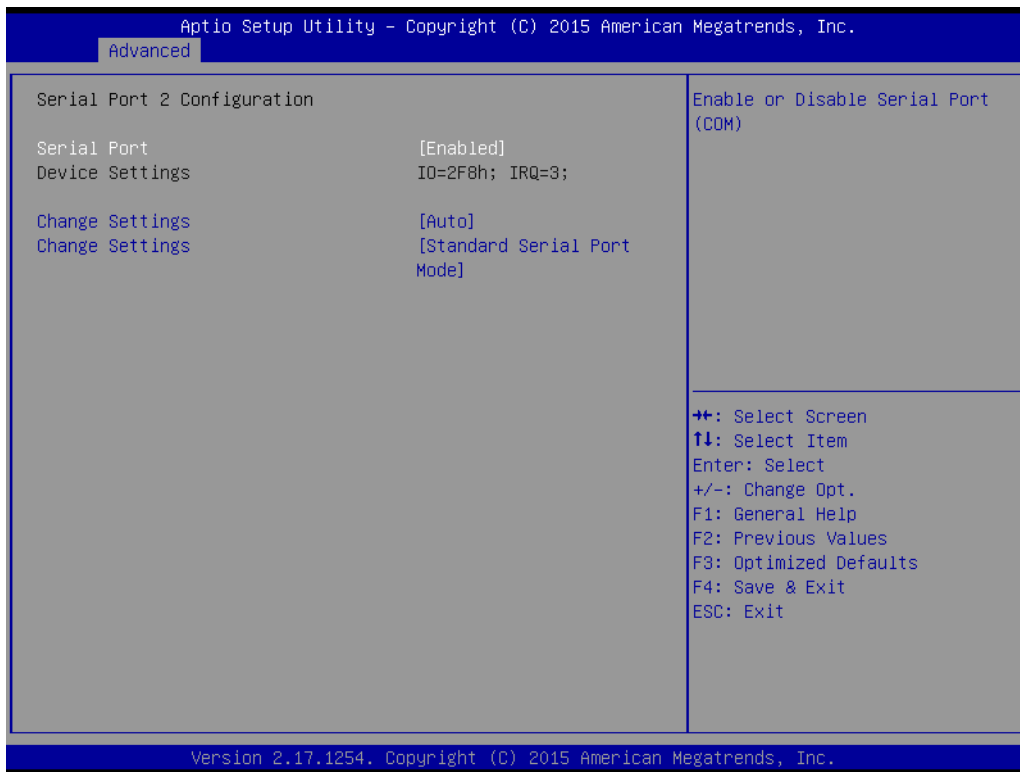 Aptio Setup Utility – Copyright (C) 2015 American Megatrends, Inc.
Advanced
Serial Port 2 Configuration
Serial Port [Enabled]
Device Settings IO=2F8h; IRQ=3;
Change Settings [Auto]
Change Settings [Standard Serial Port
Mode]
Enable or Disable Serial Port
(COM)
→←: Select Screen
↑↓: Select Item
Enter: Select
+/-: Change Opt.
F1: General Help
F2: Previous Values
F3: Optimized Defaults
F4: Save & Exit
ESC: Exit
Version 2.17.1254. Copyright (C) 2015 American Megatrends, Inc.